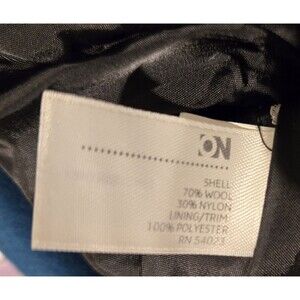 ON
SHELL
70% WOOL
30% NYLON
LINING/TRIM
100% POLYESTER
RN 54023